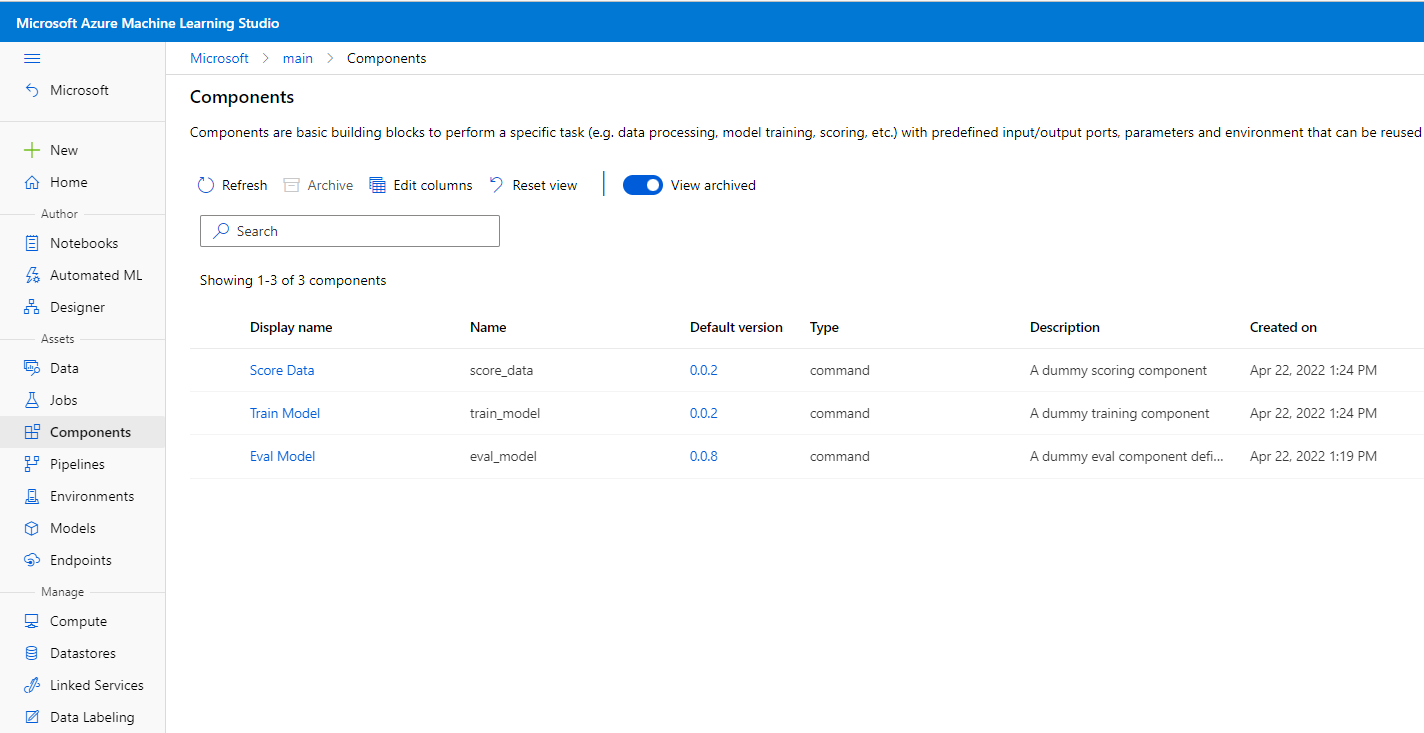 Microsoft Azure Machine Learning Studio
Microsoft
New
Home
Author
Notebooks
Automated ML
Designer
Assets
Data
Jobs
Components
Pipelines
Environments
Models
Endpoints
Manage
Compute
Datastores
Linked Services
Data Labeling
Microsoft > main > Components
Components
Components are basic building blocks to perform a specific task (e.g. data processing, model training, scoring, etc.) with predefined input/output ports, parameters and environment that can be reused
Refresh Archive Edit columns Reset view View archived
Search
Showing 1-3 of 3 components
Display name Name Default version Type Description Created on
Score Data score_data 0.0.2 command A dummy scoring component Apr 22, 2022 1:24 PM
Train Model train_model 0.0.2 command A dummy training component Apr 22, 2022 1:24 PM
Eval Model eval_model 0.0.8 command A dummy eval component defi... Apr 22, 2022 1:19 PM